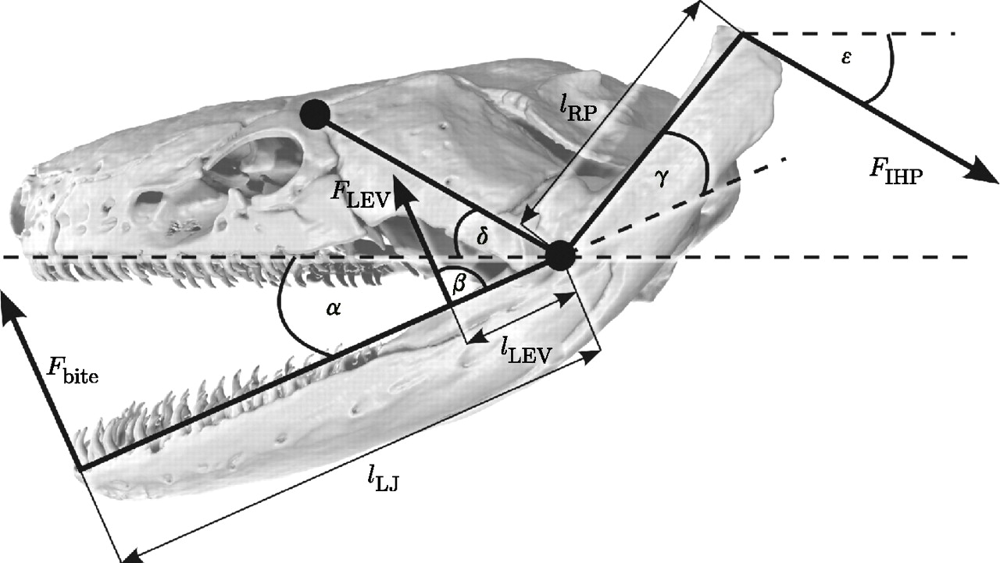 ε
l_RP
γ
F_IHP
F_LEV
δ
β
α
l_LEV
F_bite
l_LJ